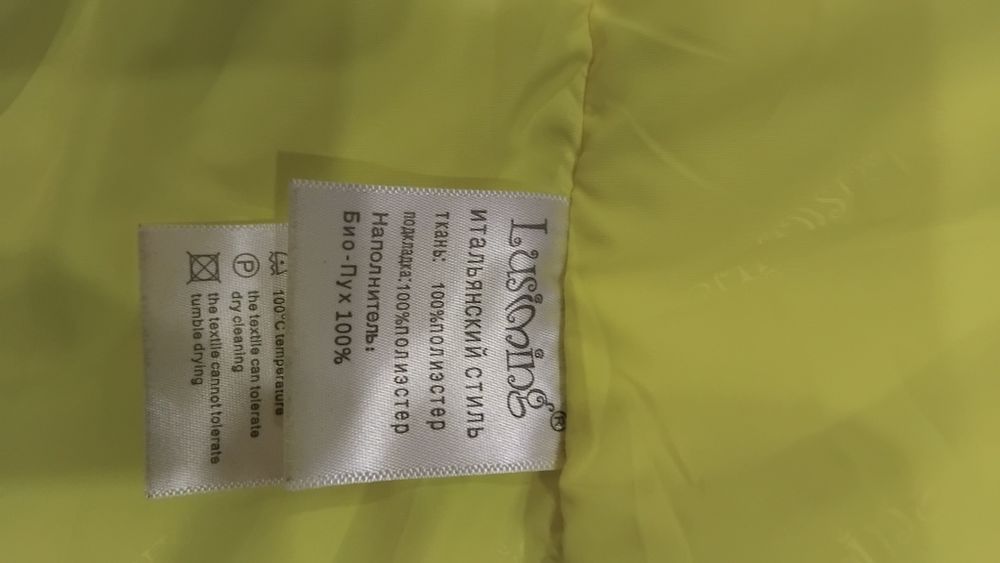 Lusiming®
ИТАЛЬЯНСКИЙ СТИЛЬ
ткань: 100%полиэстер
подкладка:100%полиэстер
Наполнитель:
Био-Пух 100%
100°C temperature
P the textile can tolerate
dry cleaning
the textile cannot tolerate
tumble drying